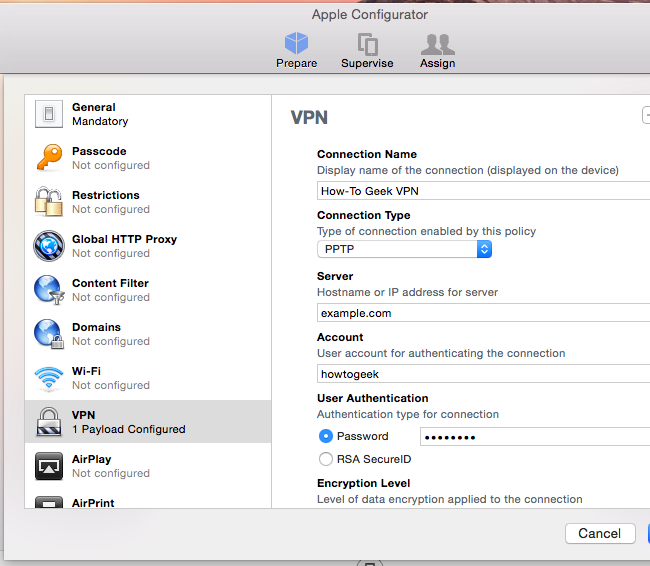 Apple Configurator
Prepare
Supervise
Assign
General
Mandatory
Passcode
Not configured
Restrictions
Not configured
Global HTTP Proxy
Not configured
Content Filter
Not configured
Domains
Not configured
Wi-Fi
Not configured
VPN
1 Payload Configured
AirPlay
Not configured
AirPrint
VPN
Connection Name
Display name of the connection (displayed on the device)
How-To Geek VPN
Connection Type
Type of connection enabled by this policy
PPTP
Server
Hostname or IP address for server
example.com
Account
User account for authenticating the connection
howtogeek
User Authentication
Authentication type for connection
Password ••••••••
RSA SecureID
Encryption Level
Level of data encryption applied to the connection
Cancel